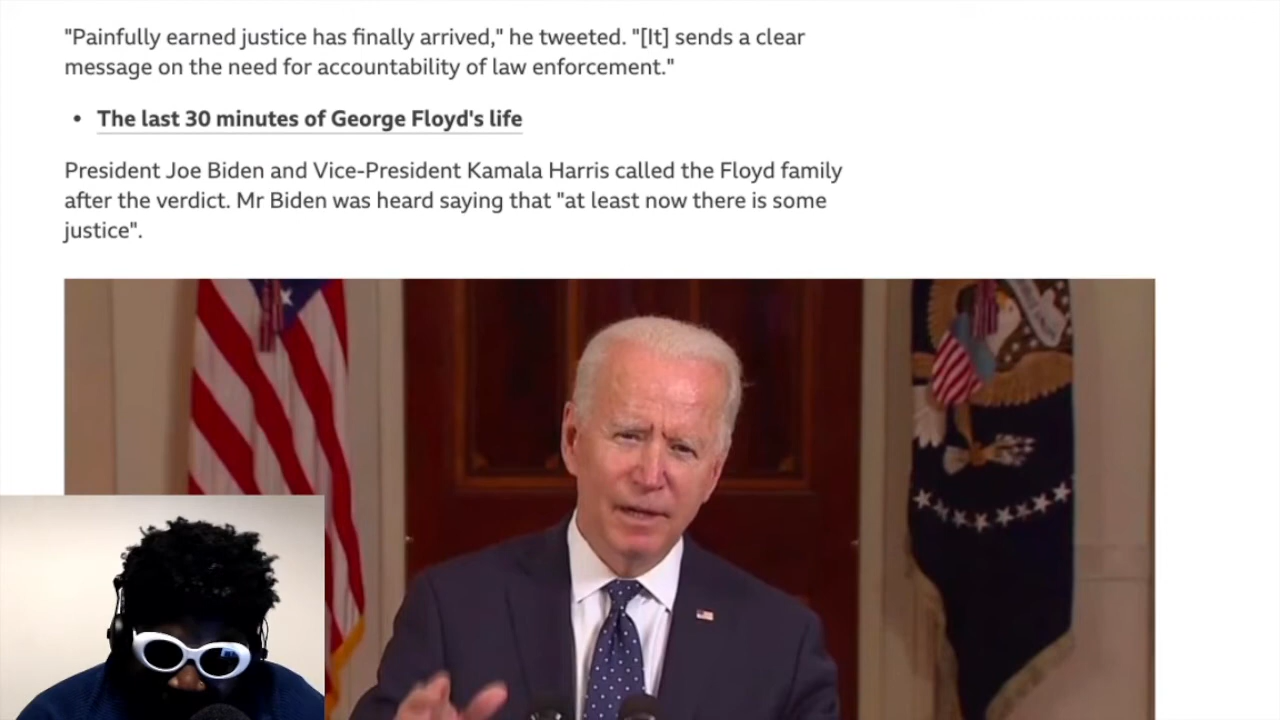 "Painfully earned justice has finally arrived," he tweeted. "[It] sends a clear
message on the need for accountability of law enforcement."
• The last 30 minutes of George Floyd's life
President Joe Biden and Vice-President Kamala Harris called the Floyd family
after the verdict. Mr Biden was heard saying that "at least now there is some
justice".